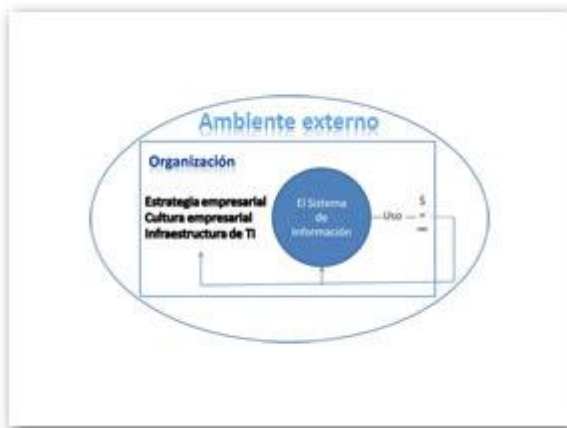 Ambiente externo
Organización
Estrategia empresarial
Cultura empresarial
Infraestructura de TI
El Sistema
de
Información
Uso